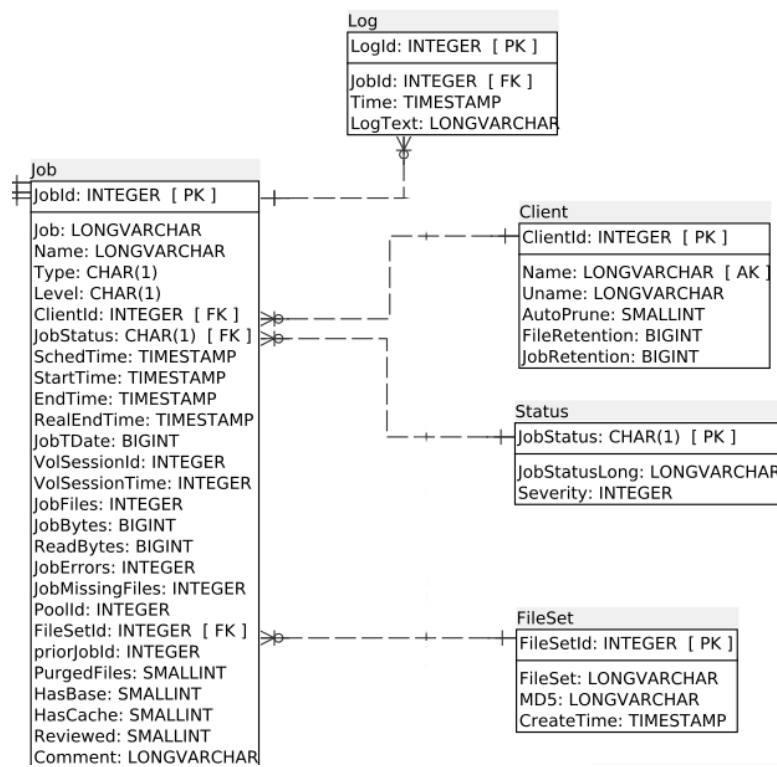 Log
LogId: INTEGER [ PK ]
JobId: INTEGER [ FK ]
Time: TIMESTAMP
LogText: LONGVARCHAR
Job
JobId: INTEGER [ PK ]
Job: LONGVARCHAR
Name: LONGVARCHAR
Type: CHAR(1)
Level: CHAR(1)
ClientId: INTEGER [ FK ]
JobStatus: CHAR(1) [ FK ]
SchedTime: TIMESTAMP
StartTime: TIMESTAMP
EndTime: TIMESTAMP
RealEndTime: TIMESTAMP
JobTDate: BIGINT
VolSessionId: INTEGER
VolSessionTime: INTEGER
JobFiles: INTEGER
JobBytes: BIGINT
ReadBytes: BIGINT
JobErrors: INTEGER
JobMissingFiles: INTEGER
PoolId: INTEGER
FileSetId: INTEGER [ FK ]
priorJobId: INTEGER
PurgedFiles: SMALLINT
HasBase: SMALLINT
HasCache: SMALLINT
Reviewed: SMALLINT
Comment: LONGVARCHAR
Client
ClientId: INTEGER [ PK ]
Name: LONGVARCHAR [ AK ]
Uname: LONGVARCHAR
AutoPrune: SMALLINT
FileRetention: BIGINT
JobRetention: BIGINT
Status
JobStatus: CHAR(1) [ PK ]
JobStatusLong: LONGVARCHAR
Severity: INTEGER
FileSet
FileSetId: INTEGER [ PK ]
FileSet: LONGVARCHAR
MD5: LONGVARCHAR
CreateTime: TIMESTAMP